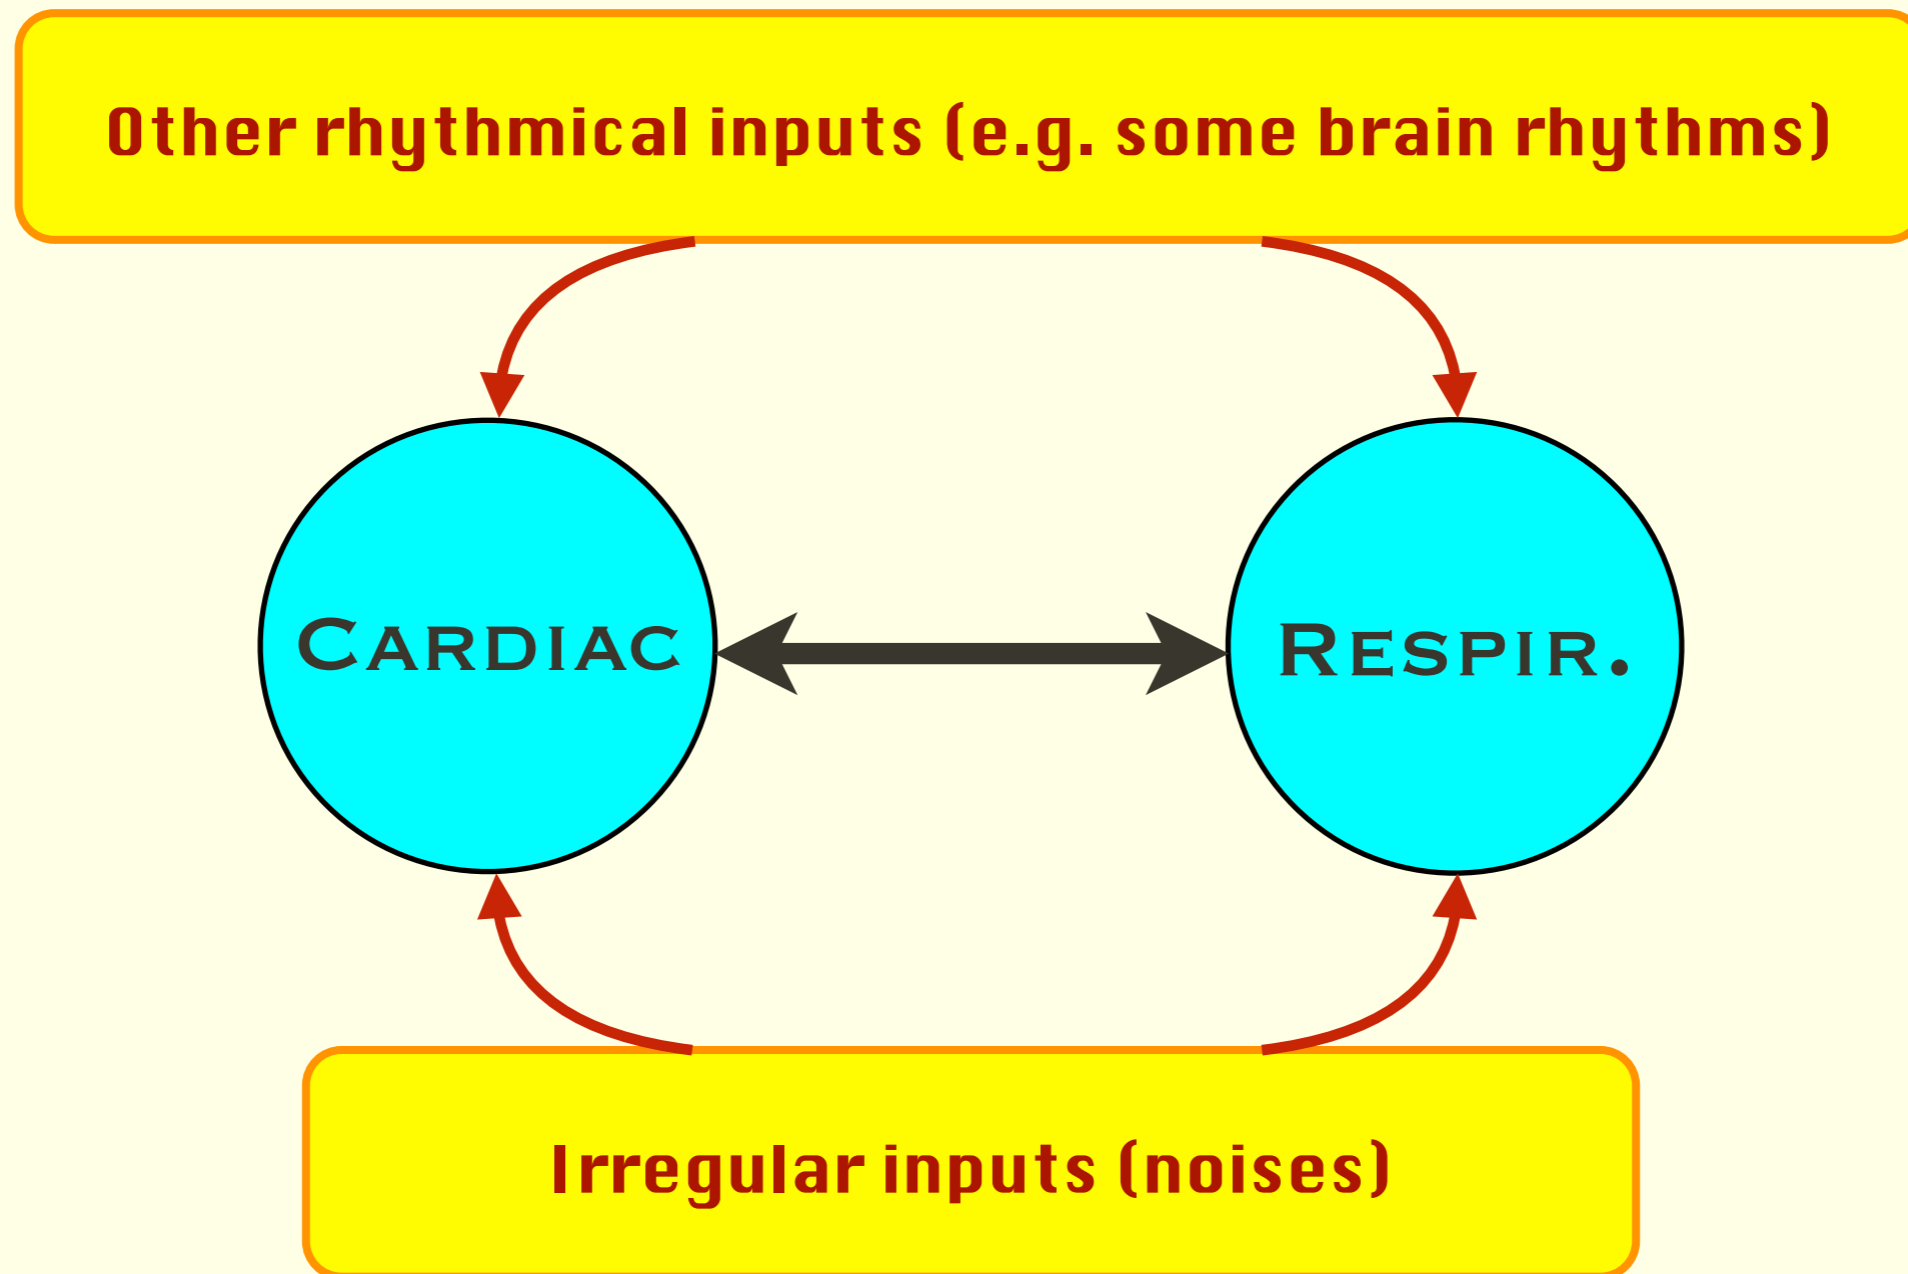 Other rhythmical inputs (e.g. some brain rhythms)
Cardiac
Respir.
Irregular inputs (noises)